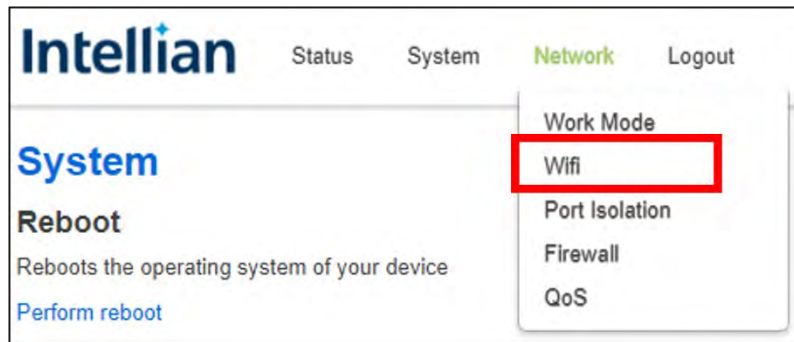 Intellian Status System Network Logout
Work Mode
System
Wifi
Reboot
Port Isolation
Reboots the operating system of your device
Firewall
QoS
Perform reboot